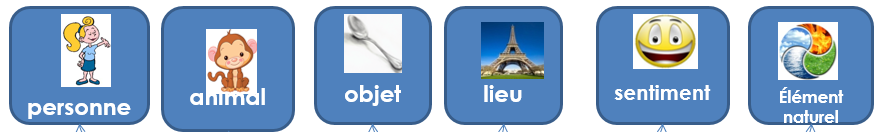 personne
animal
objet
lieu
sentiment
Élément
naturel